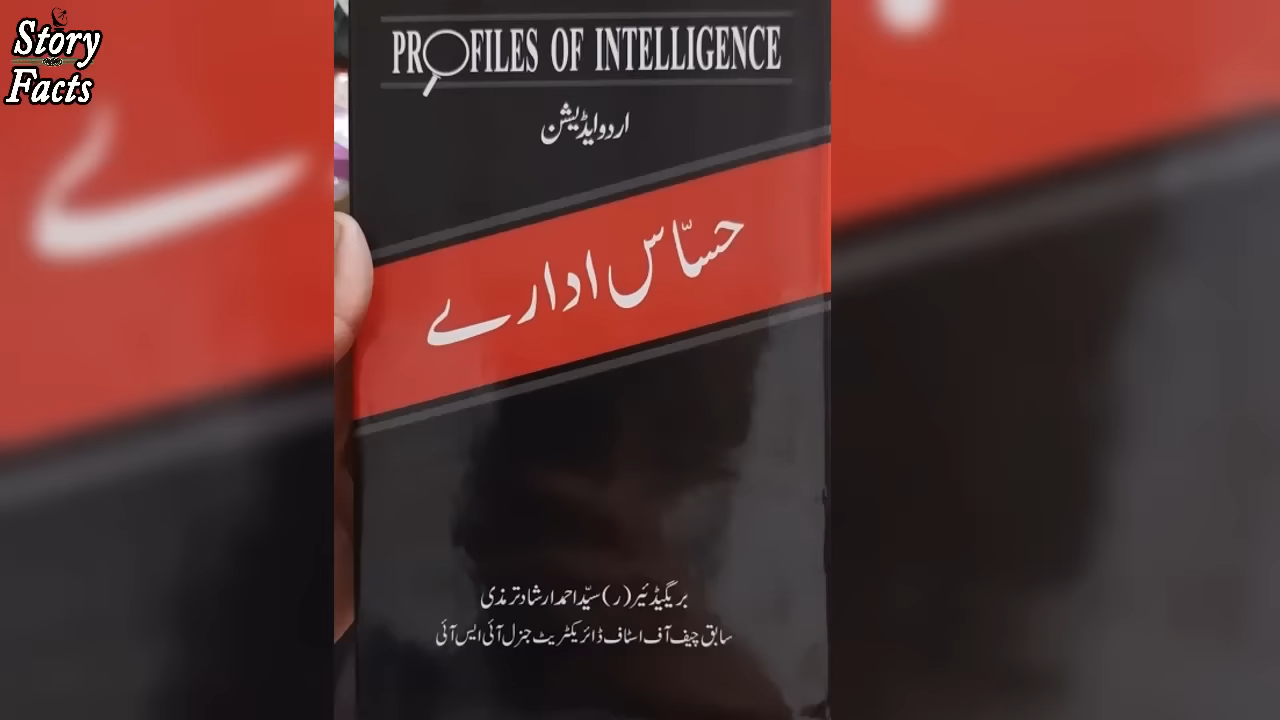 Story
Facts
PROFILES OF INTELLIGENCE
اردو ایڈیشن
حسّاس ادارے
بریگیڈئیر (ر) سیّد احمد ارشاد ترمذی
سابق چیف آف اسٹاف ڈائریکٹریٹ جنرل آئی ایس آئی